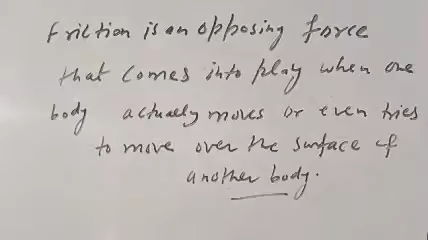 Friction is an opposing force
that comes into play when one
body actually moves or even tries
to move over the surface of
another body.